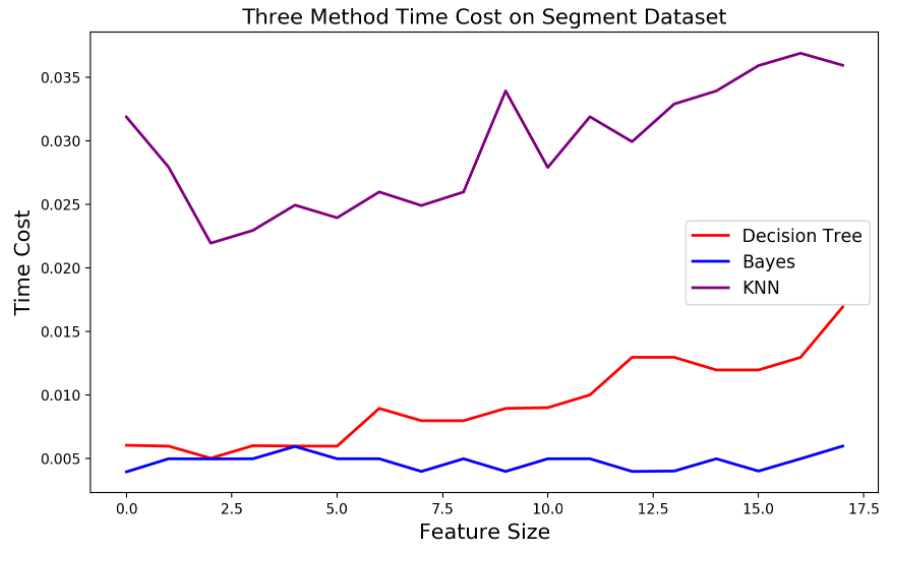 Three Method Time Cost on Segment Dataset
Time Cost
0.035
0.030
0.025
0.020
0.015
0.010
0.005
Decision Tree
Bayes
KNN
0.0 2.5 5.0 7.5 10.0 12.5 15.0 17.5
Feature Size